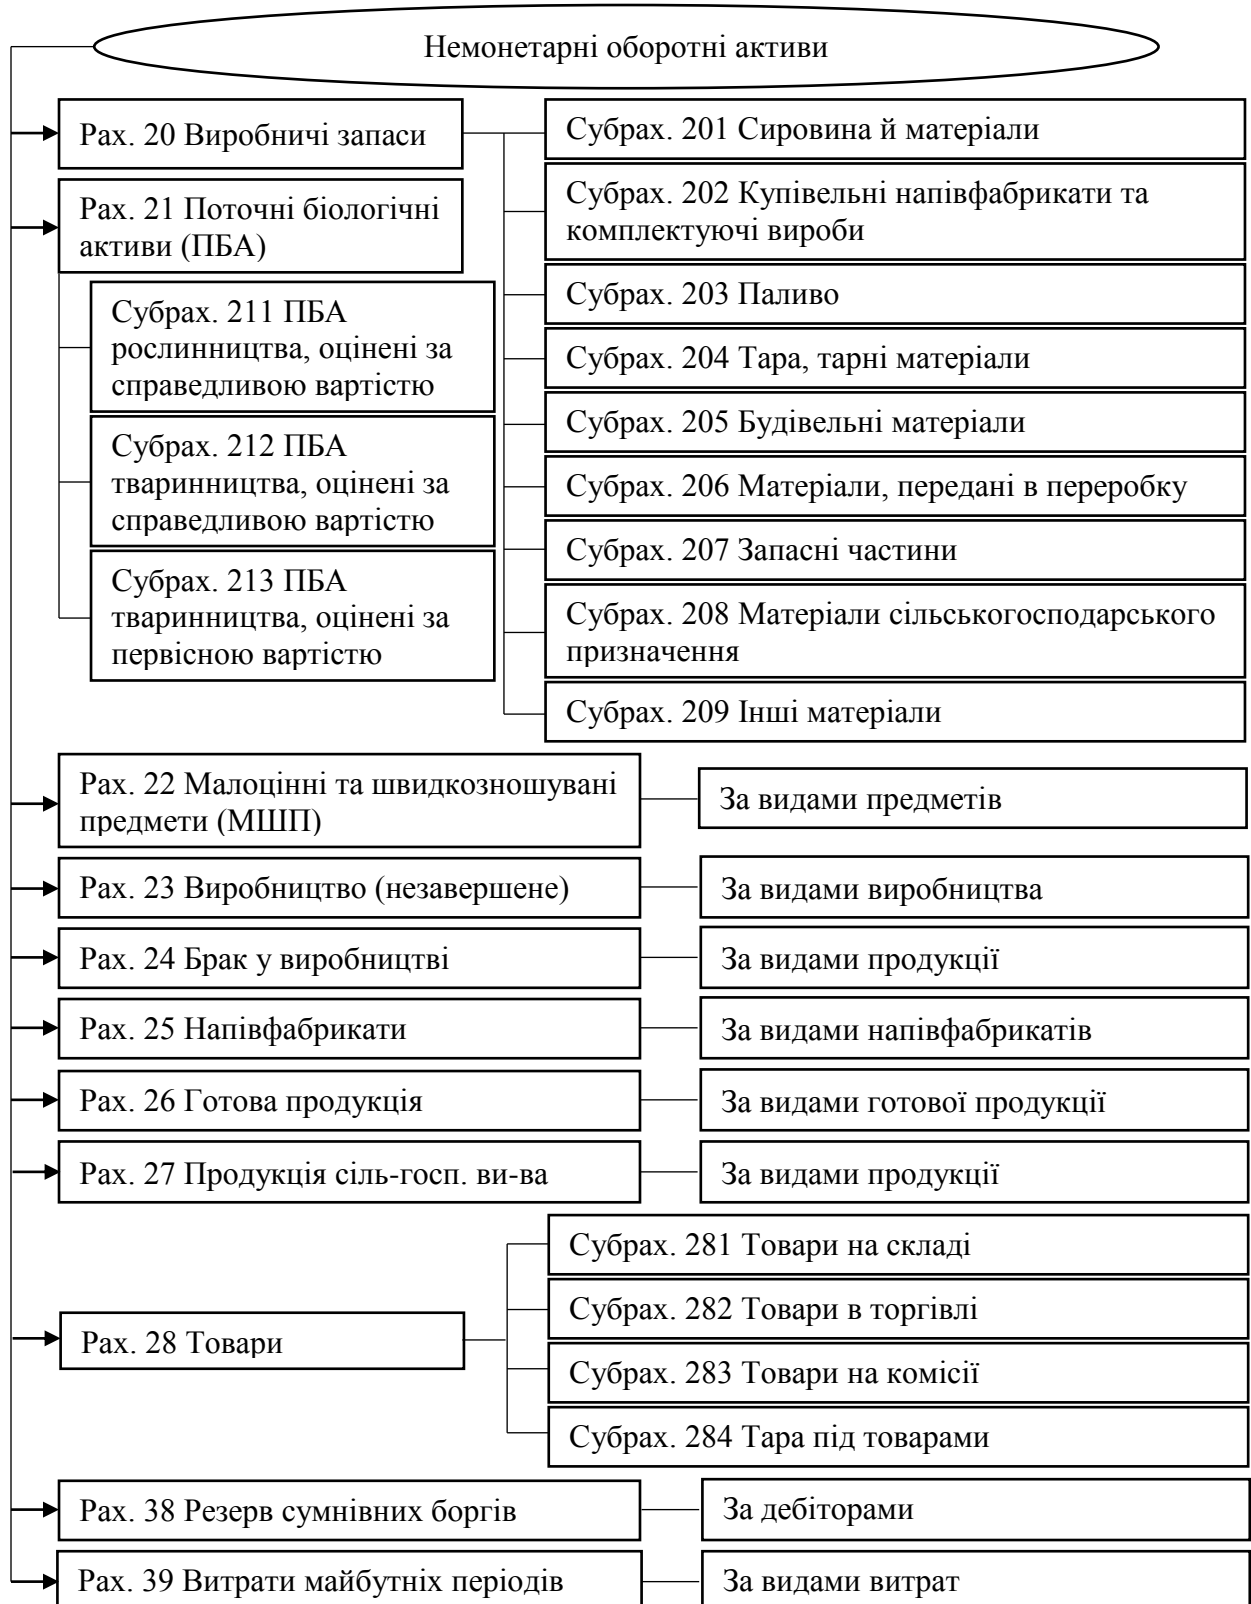 Немонетарні оборотні активи
Рах. 20 Виробничі запаси
Субрах. 201 Сировина й матеріали
Субрах. 202 Купівельні напівфабрикати та
комплектуючі вироби
Субрах. 203 Паливо
Субрах. 204 Тара, тарні матеріали
Субрах. 205 Будівельні матеріали
Субрах. 206 Матеріали, передані в переробку
Субрах. 207 Запасні частини
Субрах. 208 Матеріали сільськогосподарського
призначення
Субрах. 209 Інші матеріали
Рах. 21 Поточні біологічні
активи (ПБА)
Субрах. 211 ПБА
рослинництва, оцінені за
справедливою вартістю
Субрах. 212 ПБА
тваринництва, оцінені за
справедливою вартістю
Субрах. 213 ПБА
тваринництва, оцінені за
первісною вартістю
Рах. 22 Малоцінні та швидкозношувані
предмети (МШП)
За видами предметів
Рах. 23 Виробництво (незавершене)
За видами виробництва
Рах. 24 Брак у виробництві
За видами продукції
Рах. 25 Напівфабрикати
За видами напівфабрикатів
Рах. 26 Готова продукція
За видами готової продукції
Рах. 27 Продукція сіль-госп. ви-ва
За видами продукції
Рах. 28 Товари
Субрах. 281 Товари на складі
Субрах. 282 Товари в торгівлі
Субрах. 283 Товари на комісії
Субрах. 284 Тара під товарами
Рах. 38 Резерв сумнівних боргів
За дебіторами
Рах. 39 Витрати майбутніх періодів
За видами витрат